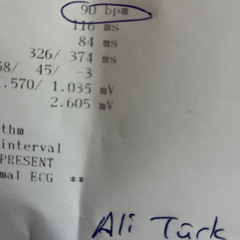 90 bpm
116 ms
84 ms
326/ 374 ms
58/ 45/ -3
.570/ 1.035 mV
2.605 mV
thm
interval
PRESENT
mal ECG **
Ali Türk